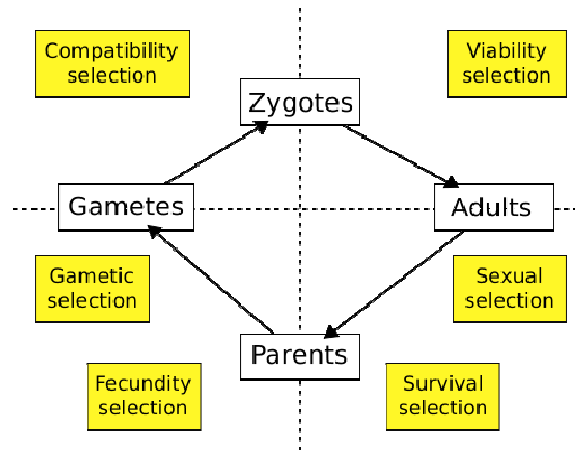 Compatibility
selection
Viability
selection
Zygotes
Gametes
Adults
Gametic
selection
Sexual
selection
Parents
Fecundity
selection
Survival
selection